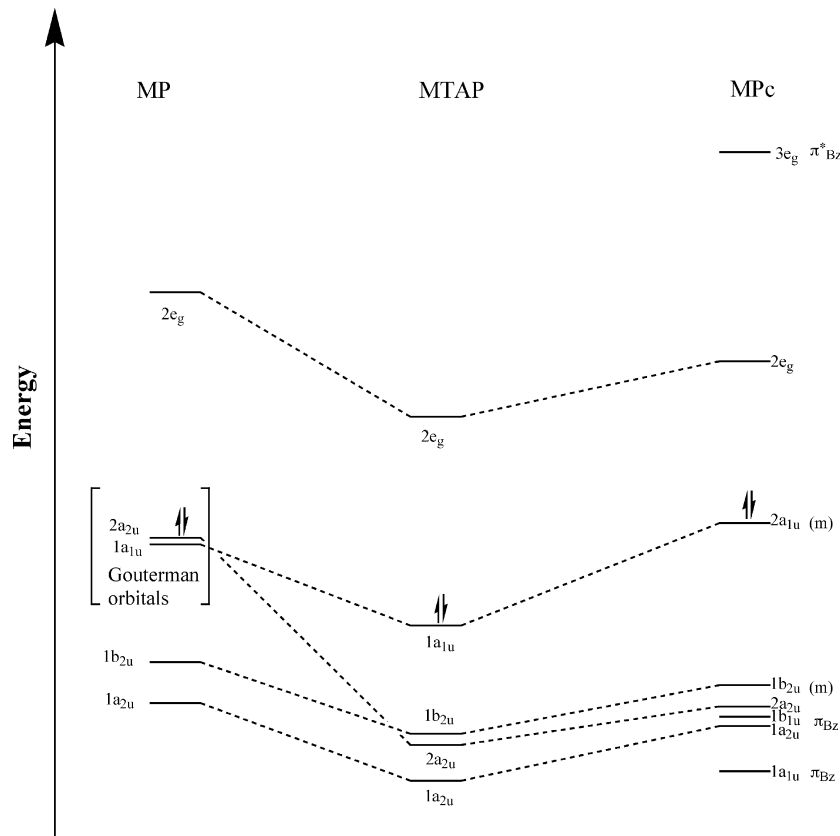 MP MTAP MPc
3eg π*Bz
2eg
2eg
2eg
Energy
2a2u
1a1u
Gouterman
orbitals
2a1u (m)
1a1u
1b2u
1a2u
1b2u (m)
2a2u
1b1u πBz
1a2u
1b2u
2a2u
1a2u
1a1u πBz